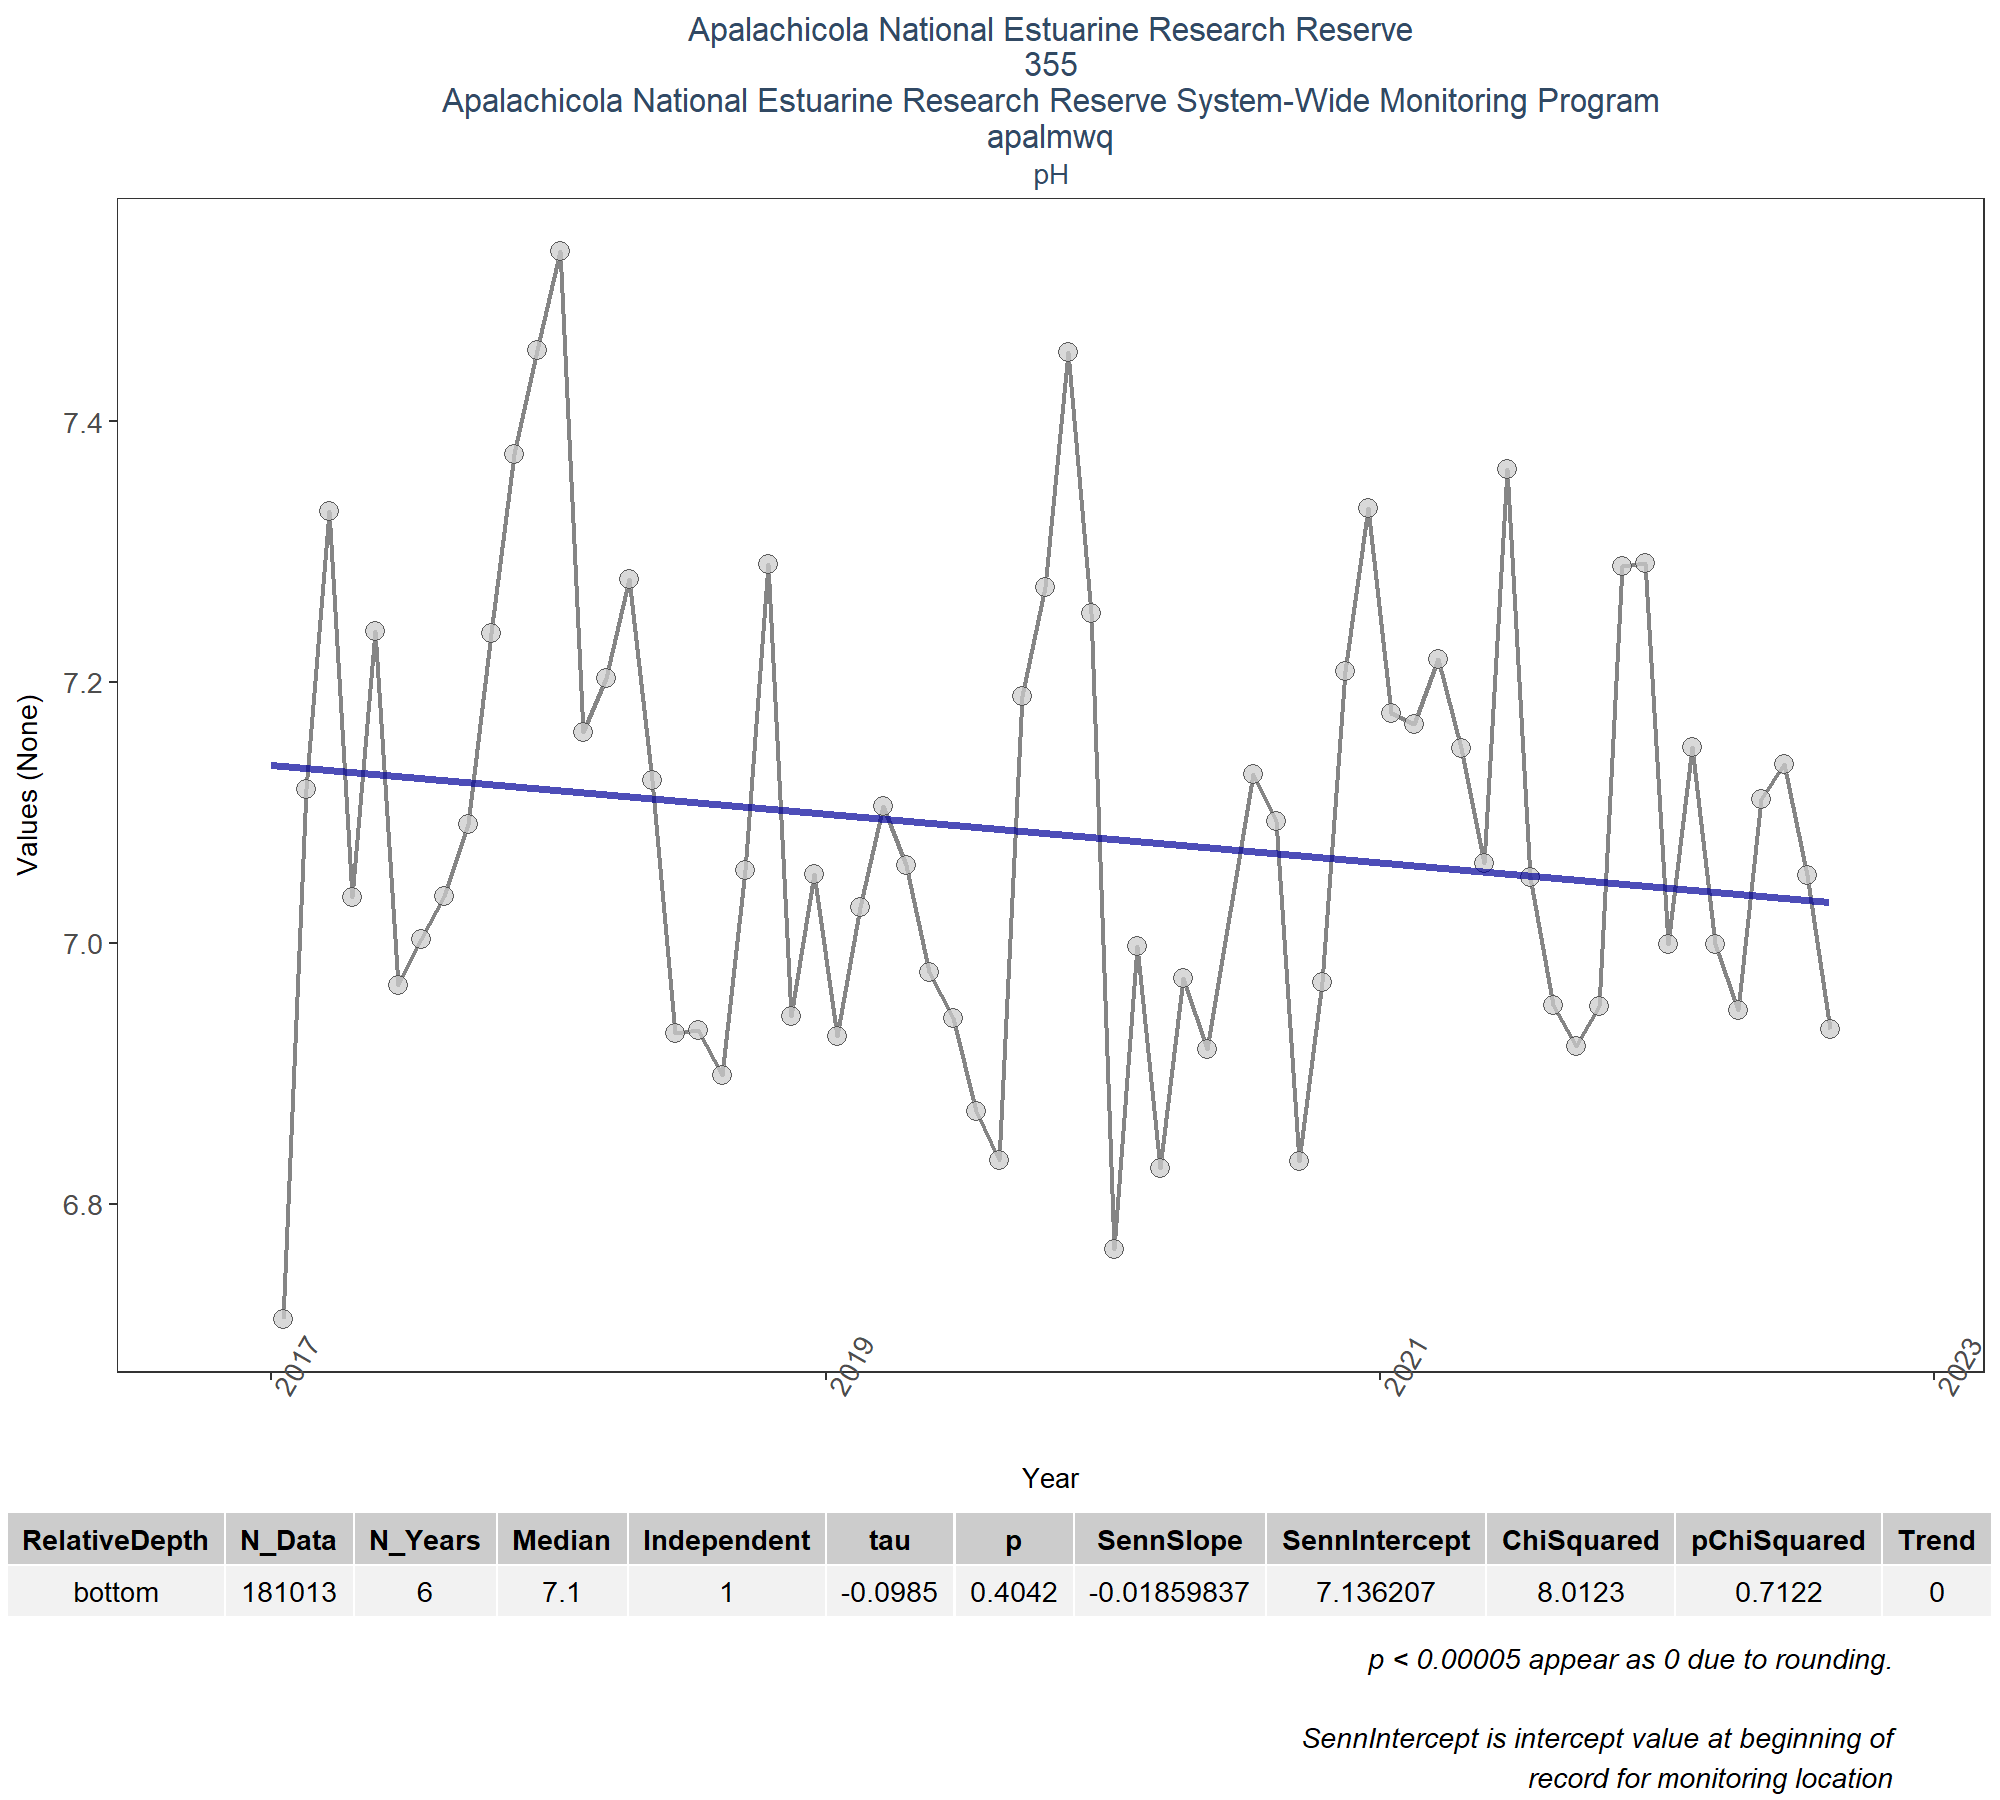 Apalachicola National Estuarine Research Reserve
355
Apalachicola National Estuarine Research Reserve System-Wide Monitoring Program
apalmwq
pH
Values (None)
7.4
7.2
7.0
6.8
2017 2019 2021 2023
Year
RelativeDepth N_Data N_Years Median Independent tau p SennSlope SennIntercept ChiSquared pChiSquared Trend
bottom 181013 6 7.1 1 -0.0985 0.4042 -0.01859837 7.136207 8.0123 0.7122 0
p < 0.00005 appear as 0 due to rounding.
SennIntercept is intercept value at beginning of
record for monitoring location